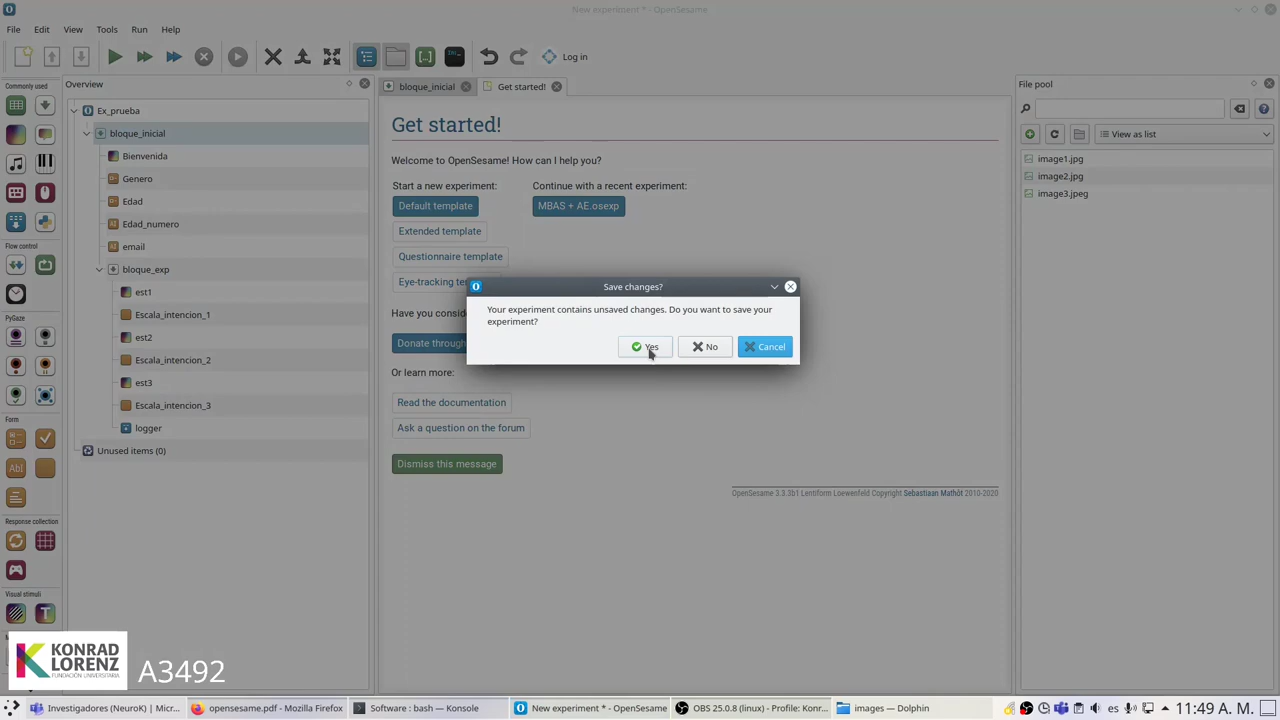 New experiment * - OpenSesame
File Edit View Tools Run Help
Log in
Commonly used
Overview
bloque_inicial
Get started!
File pool
Ex_prueba
bloque_inicial
Bienvenida
Genero
Edad
Edad_numero
email
bloque_exp
est1
Escala_intencion_1
est2
Escala_intencion_2
est3
Escala_intencion_3
logger
Unused items (0)
Flow control
PyGaze
Form
Response collection
Visual stimuli
Get started!
Welcome to OpenSesame! How can I help you?
Start a new experiment: Continue with a recent experiment:
Default template MBAS + AE.osexp
Extended template
Questionnaire template
Eye-tracking
Have you
Donate through
Or learn more:
Read the documentation
Ask a question on the forum
Dismiss this message
OpenSesame 3.3.3b1 Lentiform Loewenfeld Copyright Sebastiaan Mathôt 2010-2020
Save changes?
Your experiment contains unsaved changes. Do you want to save your
experiment?
Yes No Cancel
View as list
image1.jpg
image2.jpg
image3.jpeg
KONRAD
LORENZ
FUNDACIÓN UNIVERSITARIA
A3492
Investigadores (NeuroK) | Micr... opensesame.pdf - Mozilla Firefox Software : bash — Konsole New experiment * - OpenSesame OBS 25.0.8 (linux) - Profile: Konr... images — Dolphin es 11:49 A. M.